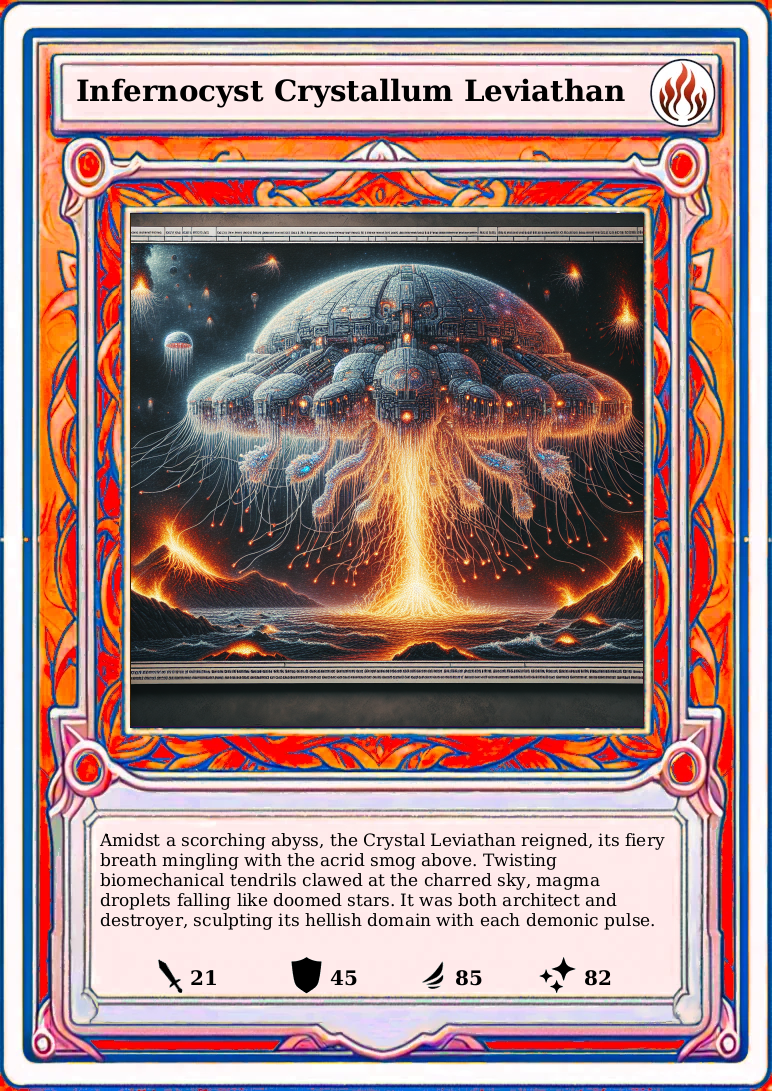 Infernocyst Crystallum Leviathan
Amidst a scorching abyss, the Crystal Leviathan reigned, its fiery
breath mingling with the acrid smog above. Twisting
biomechanical tendrils clawed at the charred sky, magma
droplets falling like doomed stars. It was both architect and
destroyer, sculpting its hellish domain with each demonic pulse.
21 45 85 82